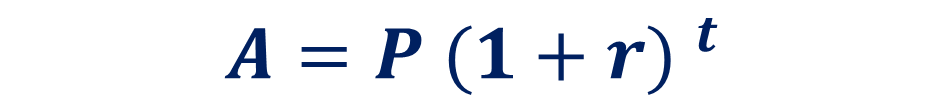 A = P (1 + r) ᵗ